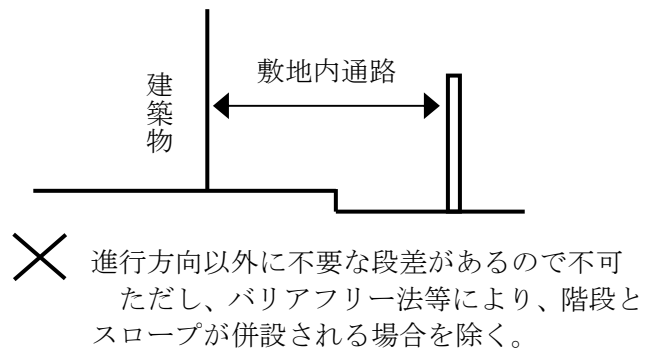 建築物
敷地内通路
進行方向以外に不要な段差があるので不可
ただし、バリアフリー法等により、階段と
スロープが併設される場合を除く。